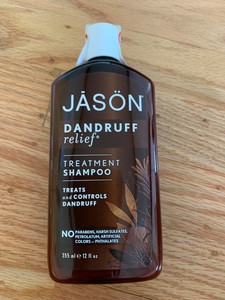 JĀSÖN
DANDRUFF
relief*
TREATMENT
SHAMPOO
TREATS
and CONTROLS
DANDRUFF
NO PARABENS, HARSH SULFATES,
PETROLATUM, ARTIFICIAL
COLORS or PHTHALATES
355 ml e 12 fl oz